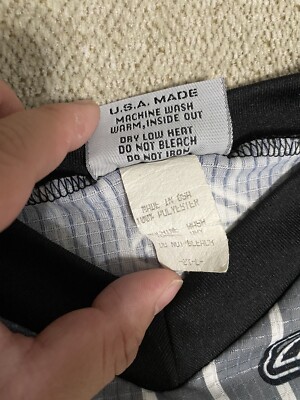 U.S.A. MADE
MACHINE WASH
WARM, INSIDE OUT
DRY LOW HEAT
DO NOT BLEACH
DO NOT IRON
MADE IN USA
100% POLYESTER
WASH
DO NOT BLEACH